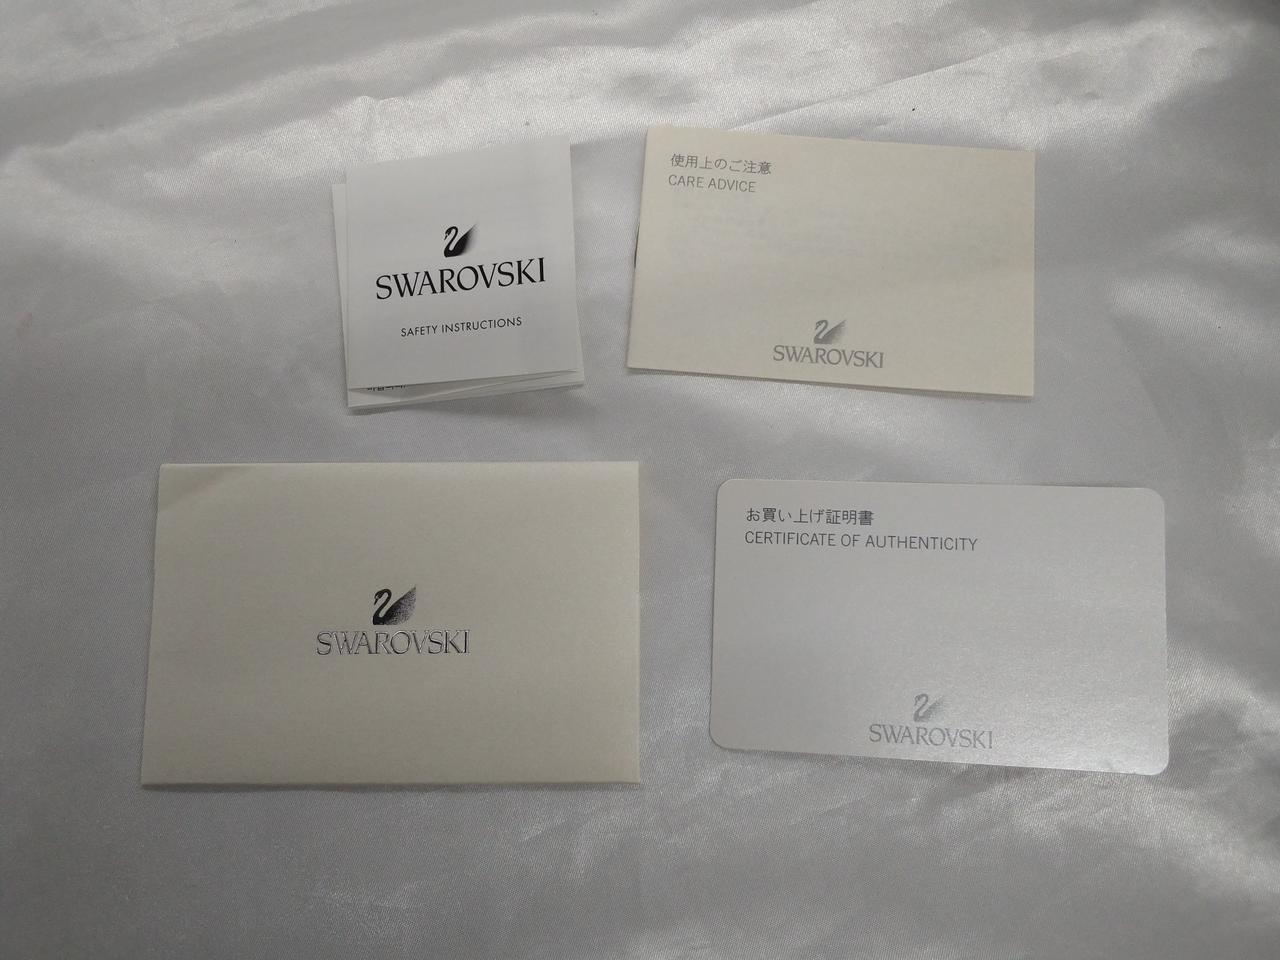 SWAROVSKI
SAFETY INSTRUCTIONS
使用上のご注意
CARE ADVICE
SWAROVSKI
SWAROVSKI
お買い上げ証明書
CERTIFICATE OF AUTHENTICITY
SWAROVSKI